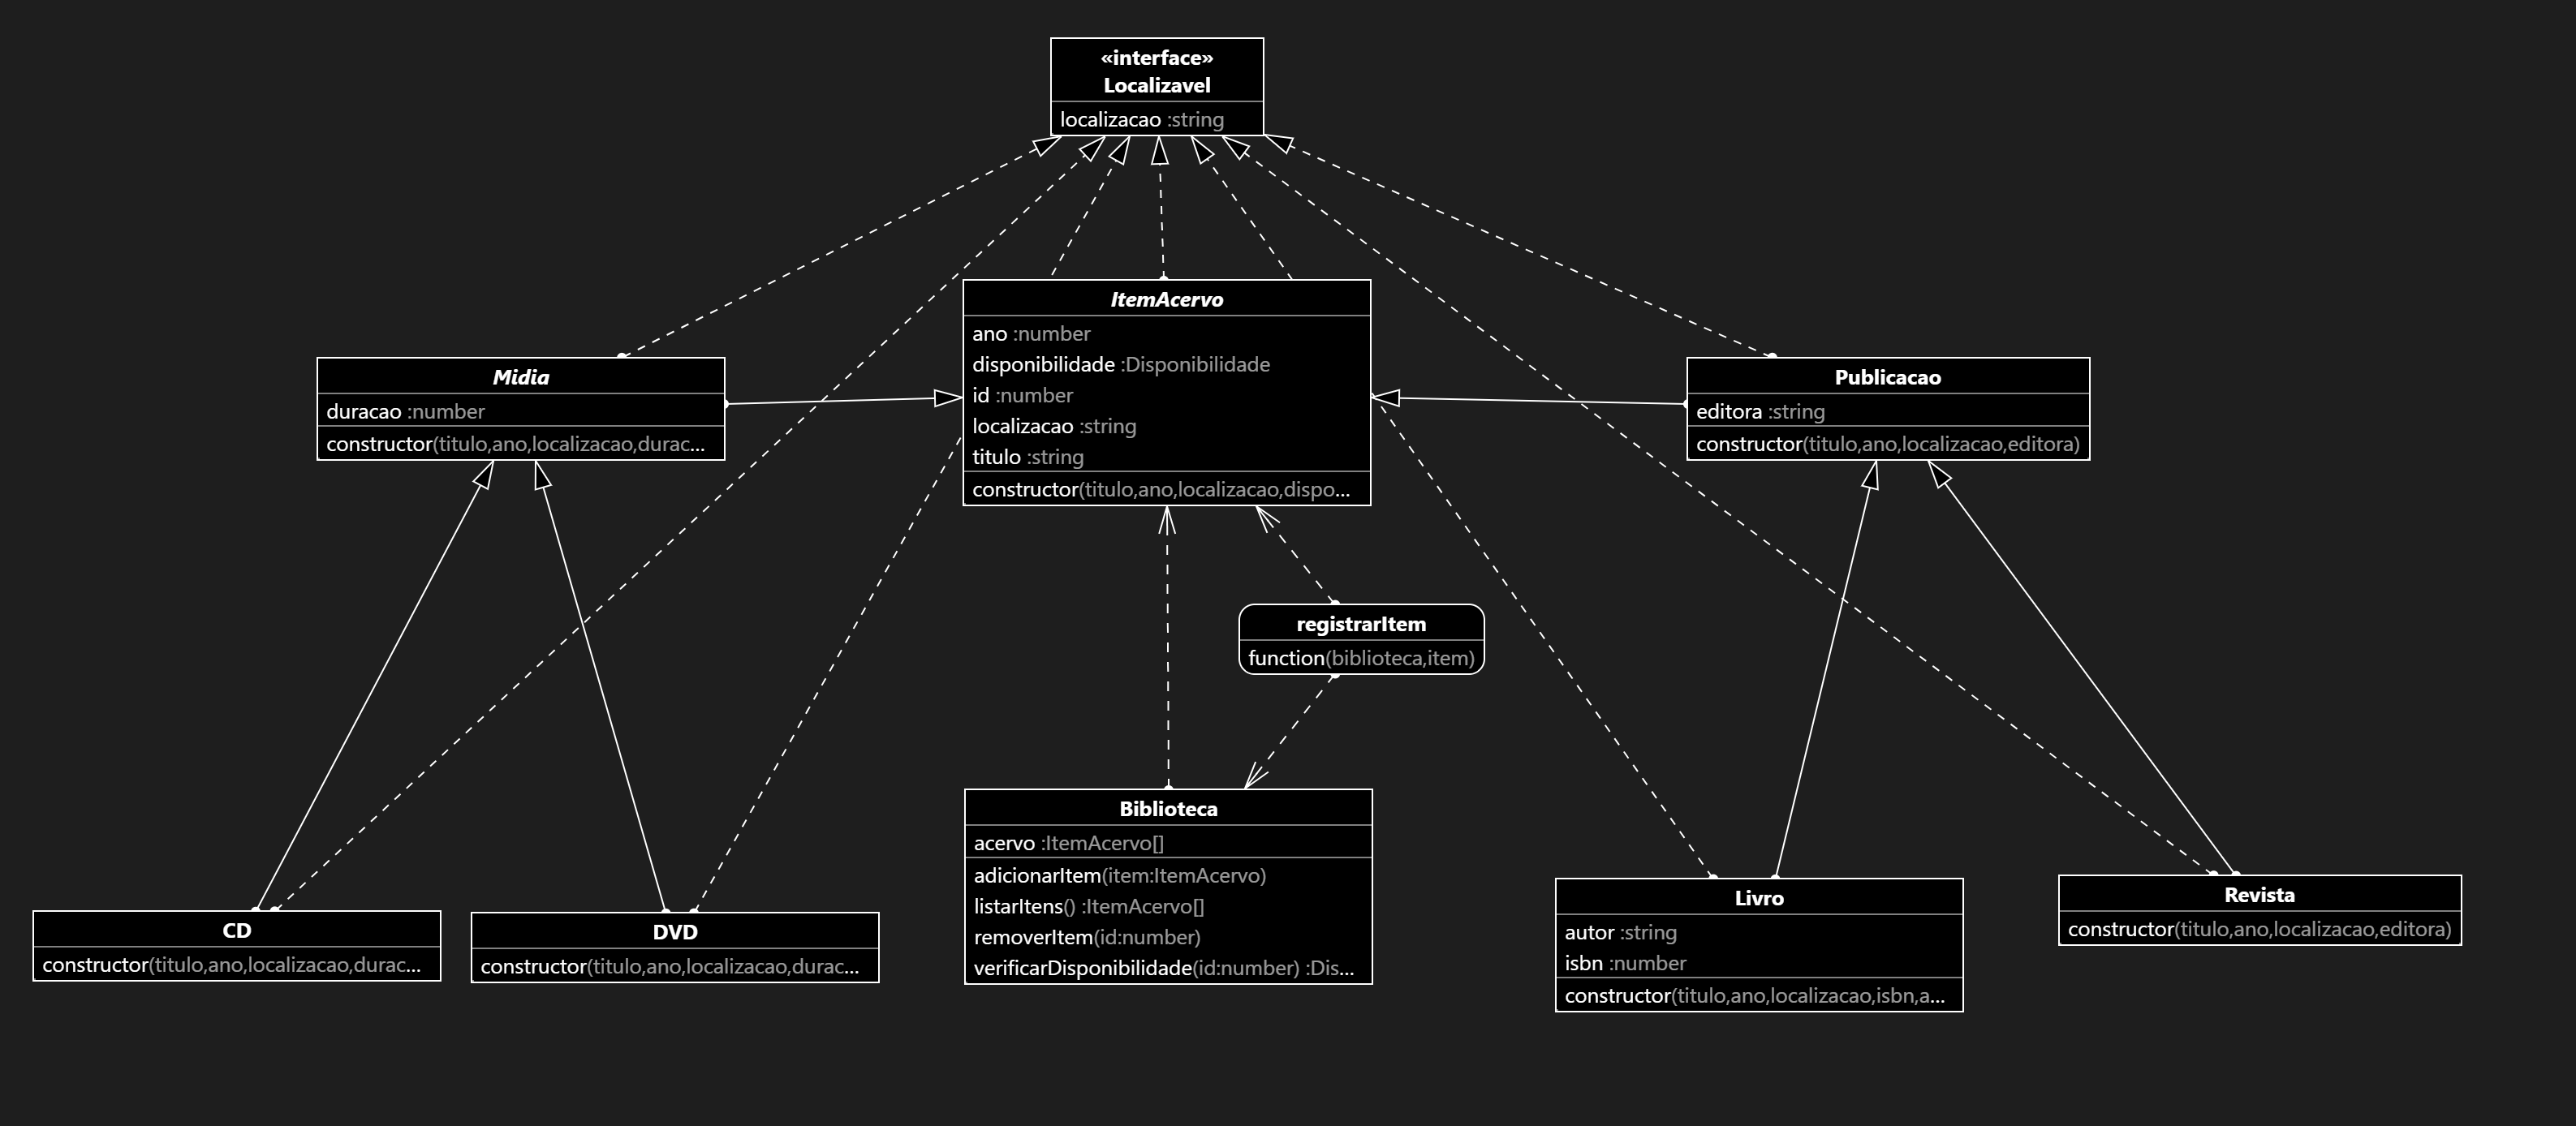 «interface»
Localizavel
localizacao :string
ItemAcervo
ano :number
disponibilidade :Disponibilidade
id :number
localizacao :string
titulo :string
constructor(titulo,ano,localizacao,dispo...
Midia
duracao :number
constructor(titulo,ano,localizacao,durac...
Publicacao
editora :string
constructor(titulo,ano,localizacao,editora)
registrarItem
function(biblioteca,item)
Biblioteca
acervo :ItemAcervo[]
adicionarItem(item:ItemAcervo)
listarItens() :ItemAcervo[]
removerItem(id:number)
verificarDisponibilidade(id:number) :Dis...
CD
constructor(titulo,ano,localizacao,durac...
DVD
constructor(titulo,ano,localizacao,durac...
Livro
autor :string
isbn :number
constructor(titulo,ano,localizacao,isbn,a...
Revista
constructor(titulo,ano,localizacao,editora)